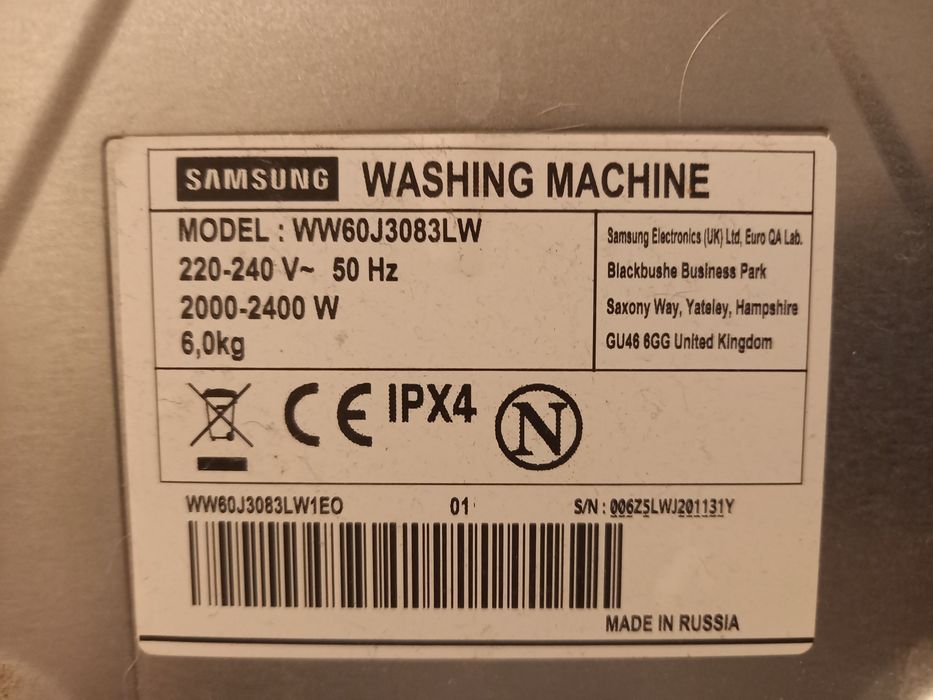 SAMSUNG WASHING MACHINE
MODEL : WW60J3083LW
220-240 V~ 50 Hz
2000-2400 W
6,0kg
Samsung Electronics (UK) Ltd, Euro QA Lab.
Blackbushe Business Park
Saxony Way, Yateley, Hampshire
GU46 6GG United Kingdom
CE IPX4 N
WW60J3083LW1EO 01 S/N : 006Z5LWJ201131Y
MADE IN RUSSIA